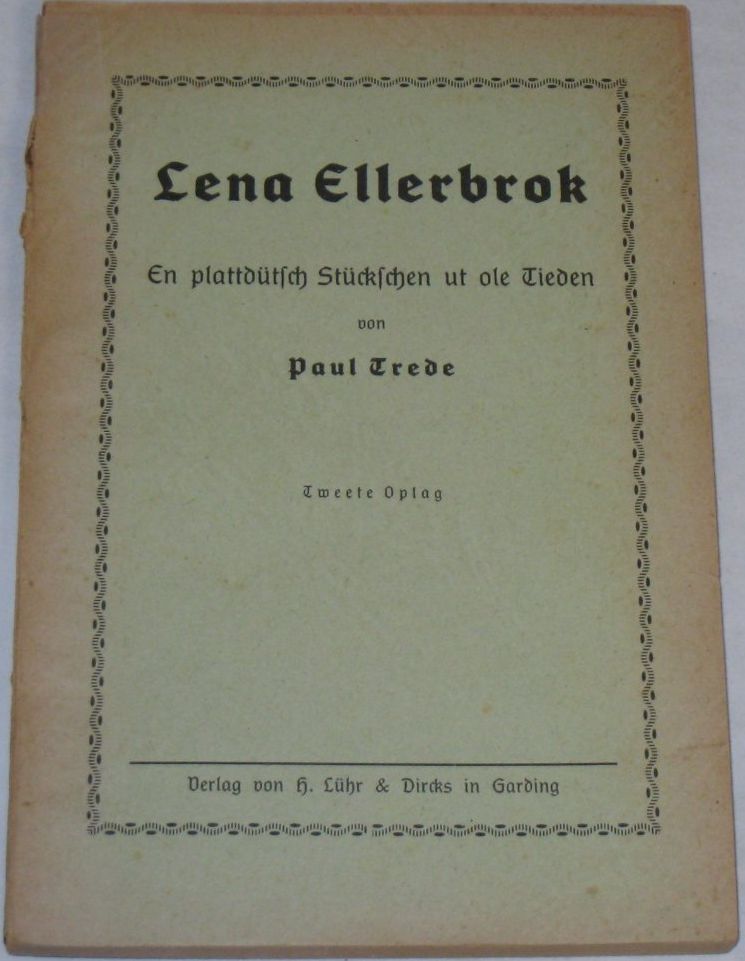 Lena Ellerbrok
En plattdütſch Stückſchen ut ole Tieden
von
Paul Trede
Tweete Oplag
Verlag von H. Lühr & Dircks in Garding